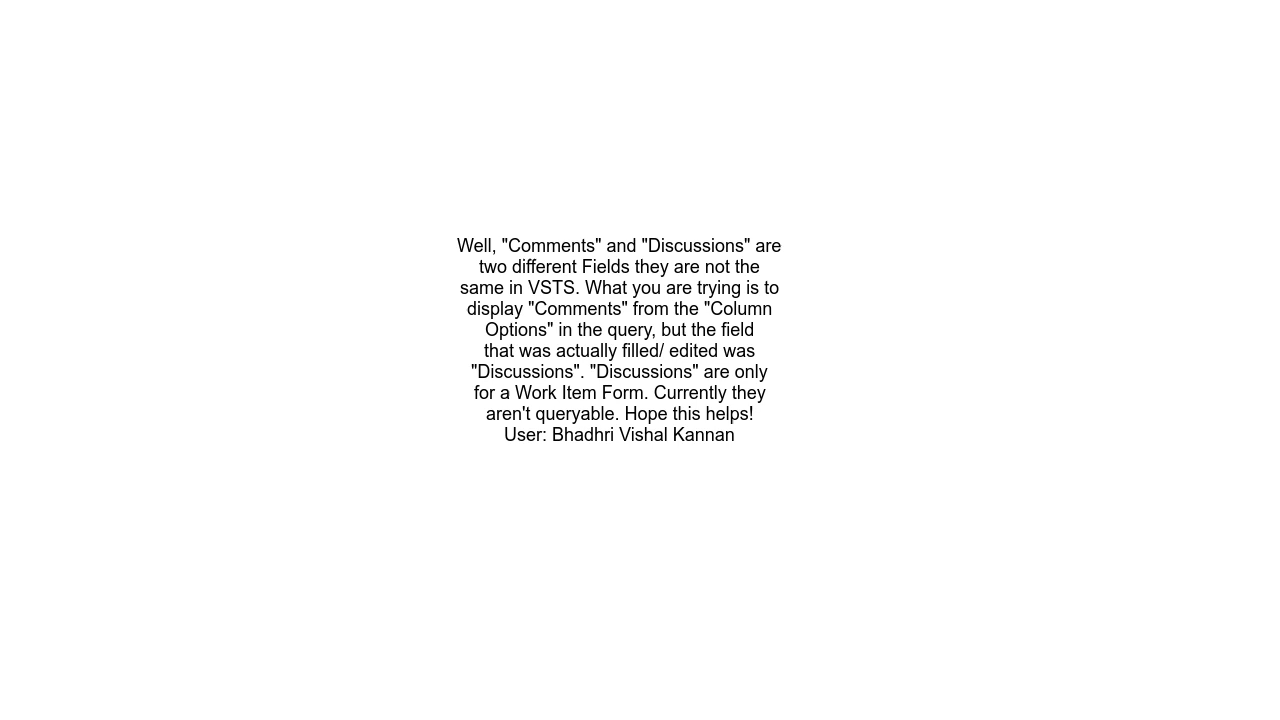 Well, "Comments" and "Discussions" are
two different Fields they are not the
same in VSTS. What you are trying is to
display "Comments" from the "Column
Options" in the query, but the field
that was actually filled/ edited was
"Discussions". "Discussions" are only
for a Work Item Form. Currently they
aren't queryable. Hope this helps!
User: Bhadhri Vishal Kannan